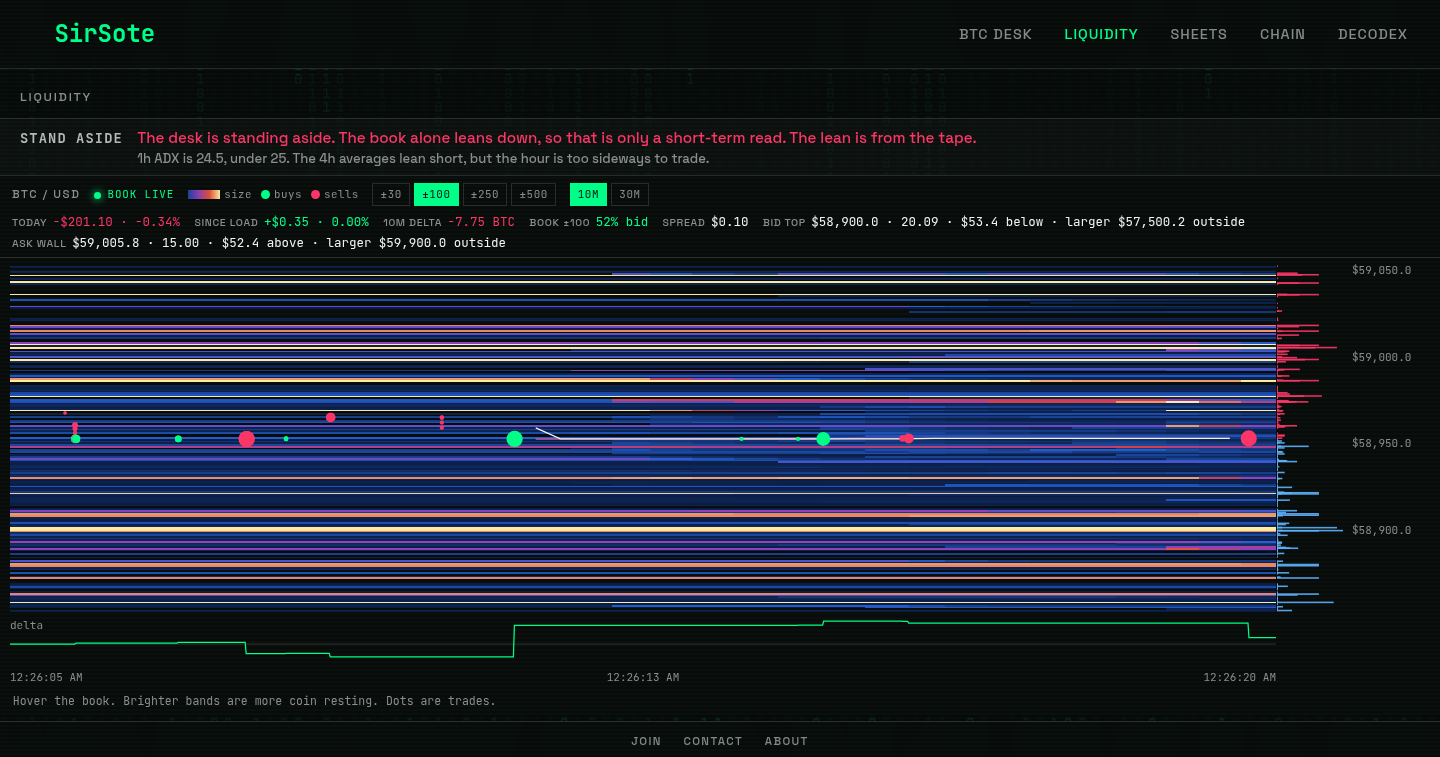 SirSote
BTC DESK LIQUIDITY SHEETS CHAIN DECODEX
LIQUIDITY
STAND ASIDE The desk is standing aside. The book alone leans down, so that is only a short-term read. The lean is from the tape.
1h ADX is 24.5, under 25. The 4h averages lean short, but the hour is too sideways to trade.
BTC / USD BOOK LIVE size buys sells ±30 ±100 ±250 ±500 10M 30M
TODAY -$201.10 · -0.34% SINCE LOAD +$0.35 · 0.00% 10M DELTA -7.75 BTC BOOK ±100 52% bid SPREAD $0.10 BID TOP $58,900.0 · 20.09 · $53.4 below · larger $57,500.2 outside
ASK WALL $59,005.8 · 15.00 · $52.4 above · larger $59,900.0 outside
$59,050.0
$59,000.0
$58,950.0
$58,900.0
delta
12:26:05 AM 12:26:13 AM 12:26:20 AM
Hover the book. Brighter bands are more coin resting. Dots are trades.
JOIN CONTACT ABOUT